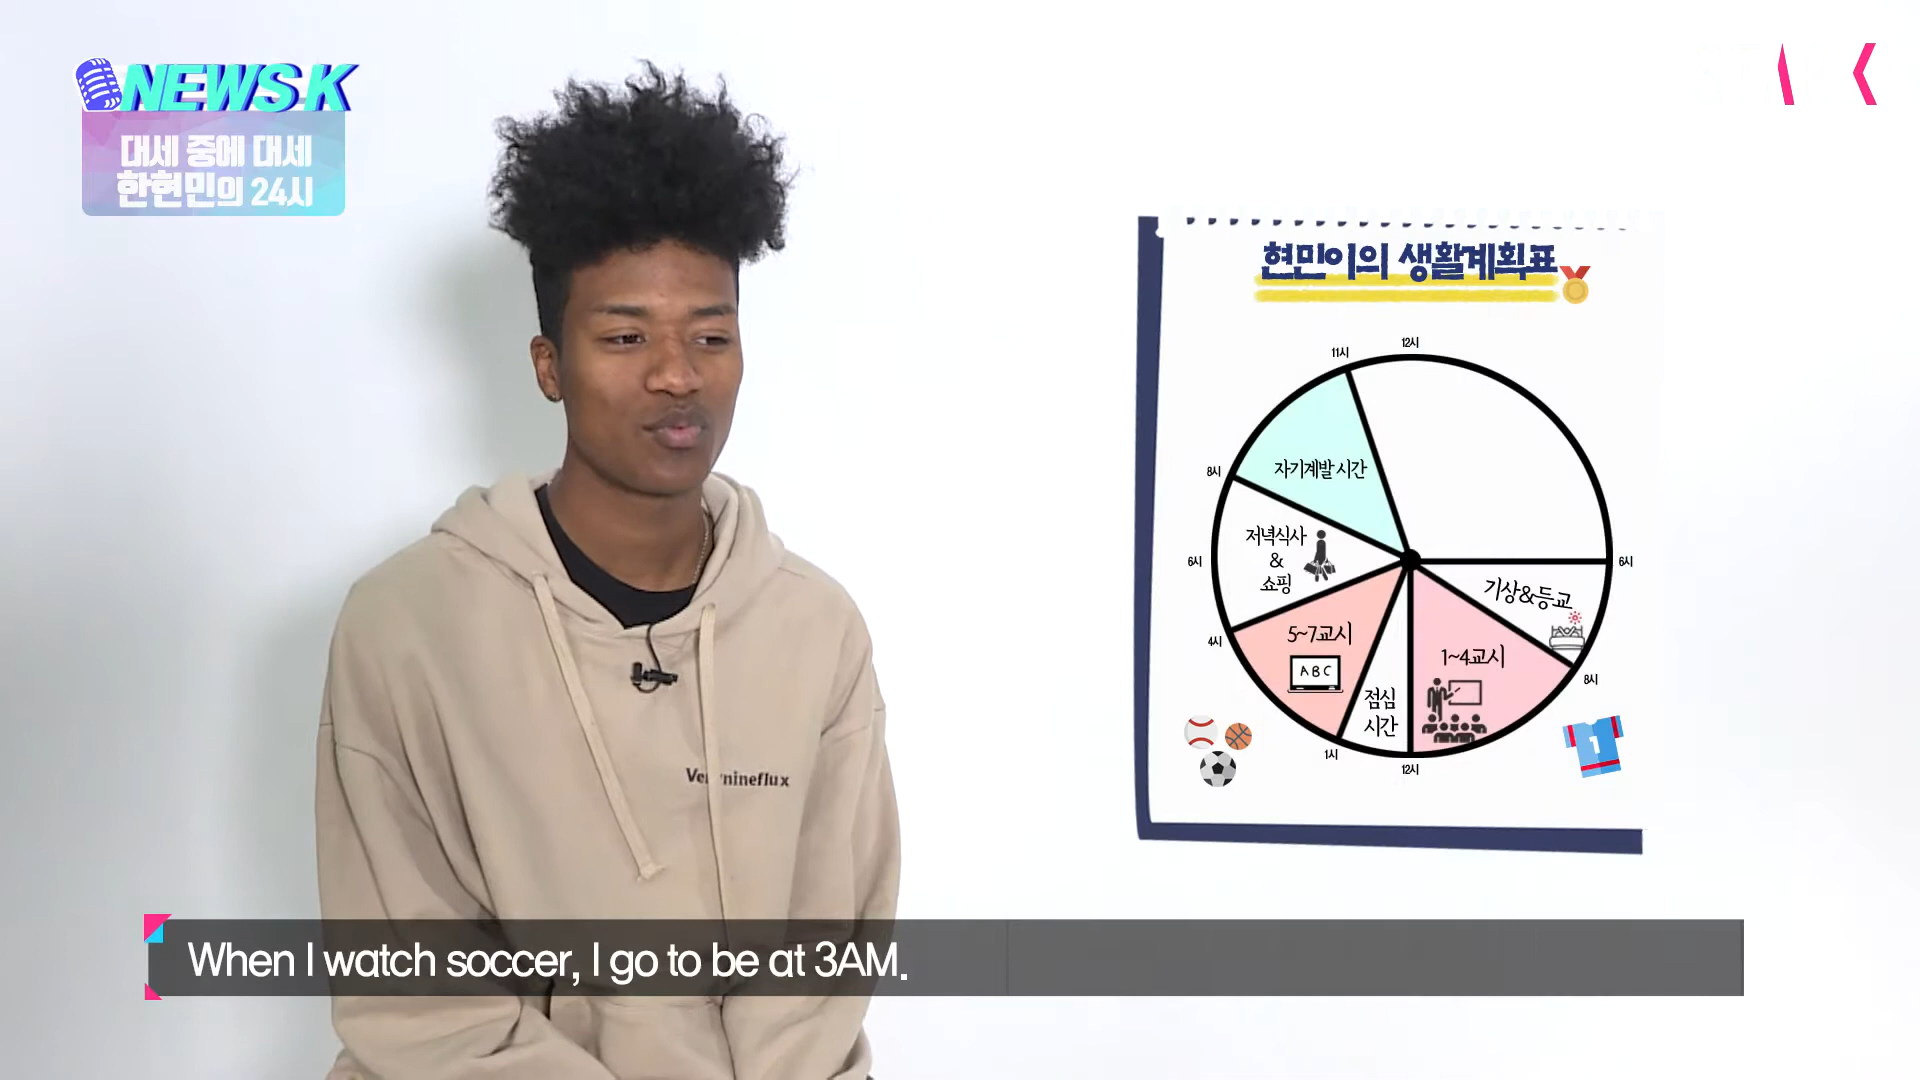 NEWS K
대세 중에 대세
한현민의 24시
현민이의 생활계획표
12시
11시
8시
자기계발 시간
저녁식사
&
쇼핑
6시
6시
기상&등교
5~7교시
ABC
4시
1~4교시
8시
점심
시간
1시
12시
1
When I watch soccer, I go to be at 3AM.